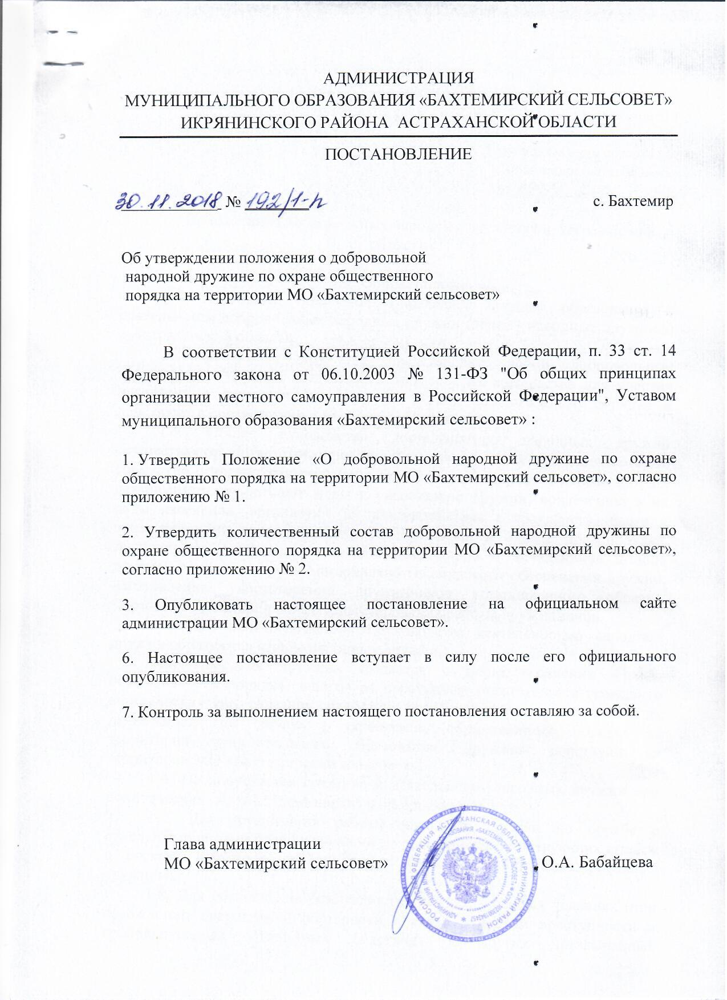 АДМИНИСТРАЦИЯ
МУНИЦИПАЛЬНОГО ОБРАЗОВАНИЯ «БАХТЕМИРСКИЙ СЕЛЬСОВЕТ»
ИКРЯНИНСКОГО РАЙОНА АСТРАХАНСКОЙ ОБЛАСТИ
ПОСТАНОВЛЕНИЕ
30.11.2018 № 192/1-п с. Бахтемир
Об утверждении положения о добровольной
народной дружине по охране общественного
порядка на территории МО «Бахтемирский сельсовет»
В соответствии с Конституцией Российской Федерации, п. 33 ст. 14
Федерального закона от 06.10.2003 № 131-ФЗ "Об общих принципах
организации местного самоуправления в Российской Федерации", Уставом
муниципального образования «Бахтемирский сельсовет» :
1. Утвердить Положение «О добровольной народной дружине по охране
общественного порядка на территории МО «Бахтемирский сельсовет», согласно
приложению № 1.
2. Утвердить количественный состав добровольной народной дружины по
охране общественного порядка на территории МО «Бахтемирский сельсовет»,
согласно приложению № 2.
3. Опубликовать настоящее постановление на официальном сайте
администрации МО «Бахтемирский сельсовет».
6. Настоящее постановление вступает в силу после его официального
опубликования.
7. Контроль за выполнением настоящего постановления оставляю за собой.
Глава администрации
МО «Бахтемирский сельсовет» О.А. Бабайцева
РОССИЙСКАЯ ФЕДЕРАЦИЯ АСТРАХАНСКАЯ ОБЛАСТЬ ИКРЯНИНСКИЙ РАЙОН